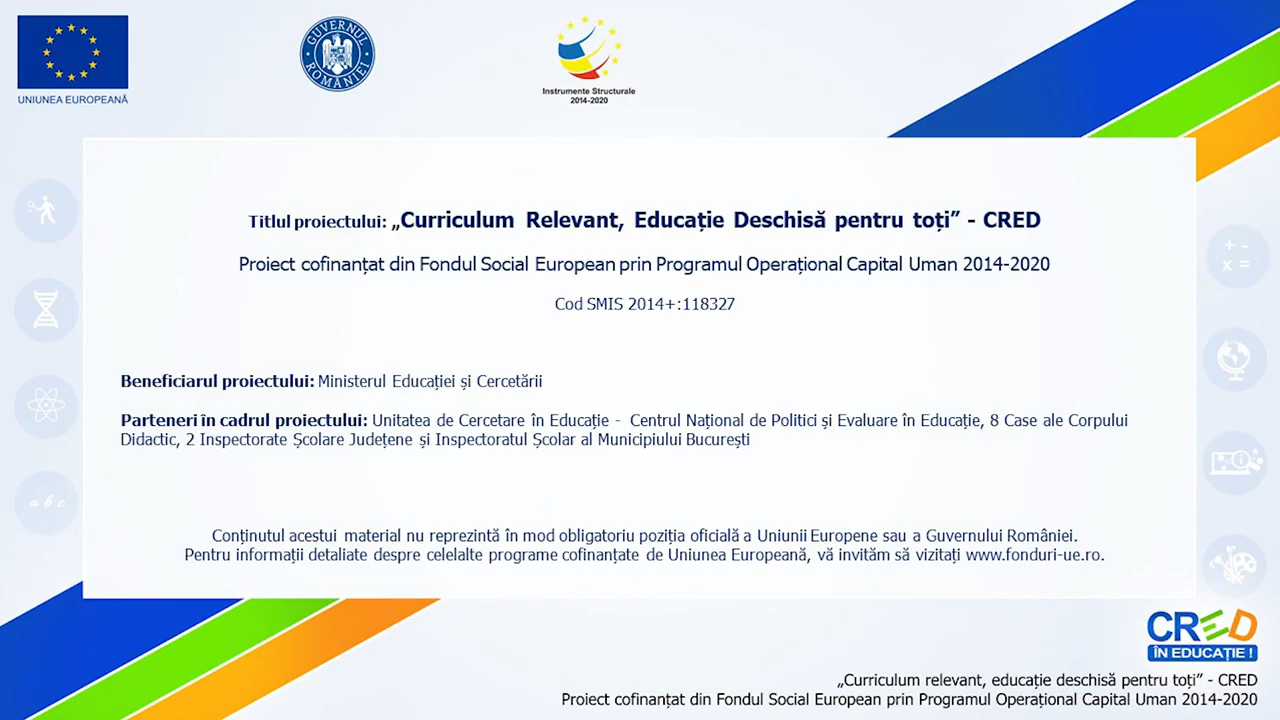 UNIUNEA EUROPEANĂ
GUVERNUL ROMÂNIEI
Instrumente Structurale
2014-2020
Titlul proiectului: „Curriculum Relevant, Educație Deschisă pentru toți” - CRED
Proiect cofinanțat din Fondul Social European prin Programul Operațional Capital Uman 2014-2020
Cod SMIS 2014+:118327
+ -
x =
Beneficiarul proiectului: Ministerul Educației și Cercetării
Parteneri în cadrul proiectului: Unitatea de Cercetare în Educație - Centrul Național de Politici și Evaluare în Educație, 8 Case ale Corpului
Didactic, 2 Inspectorate Școlare Județene și Inspectoratul Școlar al Municipiului București
a b c
Conținutul acestui material nu reprezintă în mod obligatoriu poziția oficială a Uniunii Europene sau a Guvernului României.
Pentru informații detaliate despre celelalte programe cofinanțate de Uniunea Europeană, vă invităm să vizitați www.fonduri-ue.ro.
CRED
ÎN EDUCAȚIE !
„Curriculum relevant, educație deschisă pentru toți” - CRED
Proiect cofinanțat din Fondul Social European prin Programul Operațional Capital Uman 2014-2020